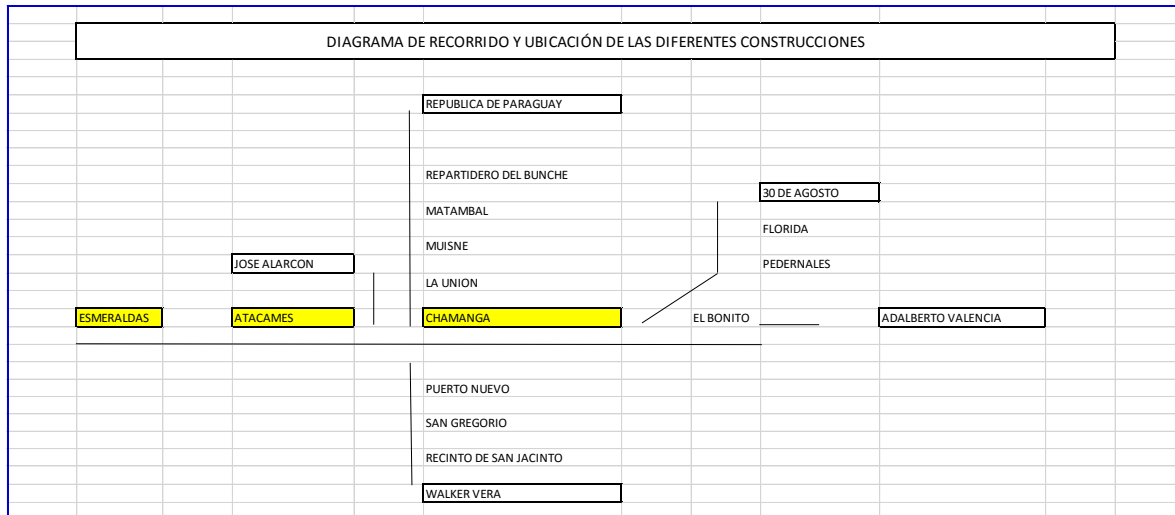 DIAGRAMA DE RECORRIDO Y UBICACIÓN DE LAS DIFERENTES CONSTRUCCIONES
REPUBLICA DE PARAGUAY
REPARTIDERO DEL BUNCHE
30 DE AGOSTO
MATAMBAL
FLORIDA
MUISNE
JOSE ALARCON
PEDERNALES
LA UNION
ESMERALDAS ATACAMES CHAMANGA EL BONITO ADALBERTO VALENCIA
PUERTO NUEVO
SAN GREGORIO
RECINTO DE SAN JACINTO
WALKER VERA